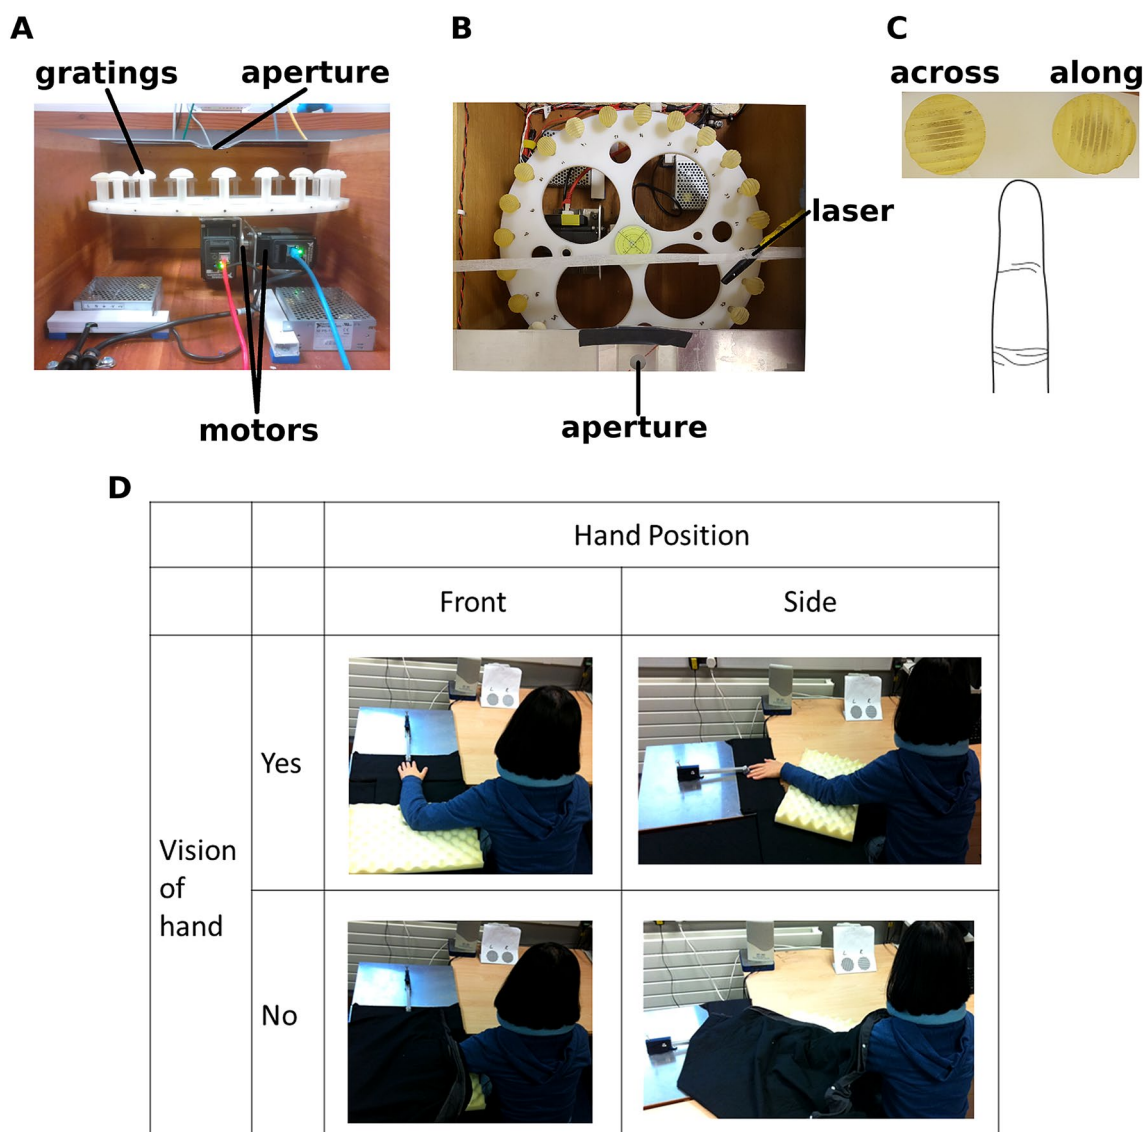 A
B
C
gratings
aperture
across
along
laser
motors
aperture
D
Hand Position
Front
Side
Vision
of
hand
Yes
No